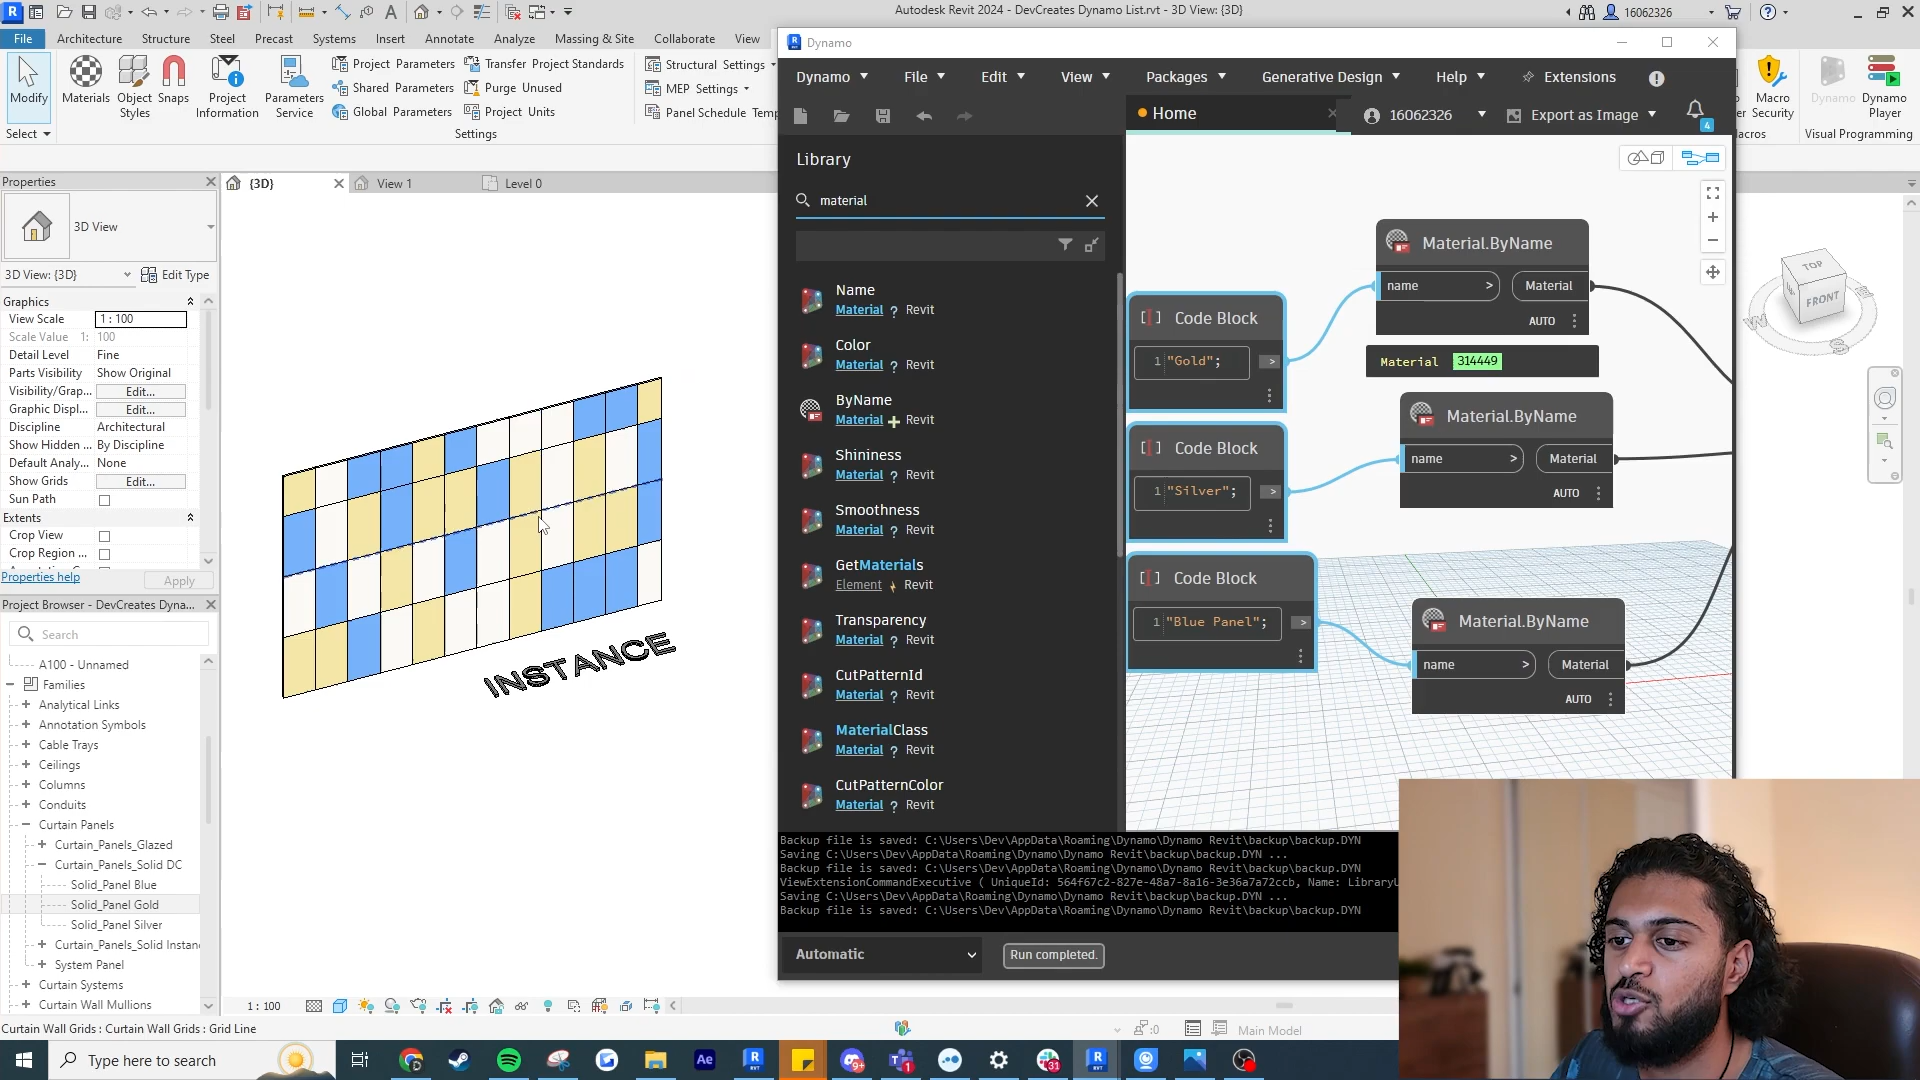 Autodesk Revit 2024 - DevCreates Dynamo List.rvt - 3D View: {3D}
16062326
File Architecture Structure Steel Precast Systems Insert Annotate Analyze Massing & Site Collaborate View
Modify
Materials
Object Styles
Snaps
Project Information
Parameters Service
Project Parameters
Shared Parameters
Global Parameters
Transfer Project Standards
Purge Unused
Project Units
Structural Settings
MEP Settings
Panel Schedule Temp
Select
Settings
Macro Security
Dynamo
Dynamo Player
Visual Programming
Properties
3D View
3D View: {3D}
Edit Type
Graphics
View Scale 1 : 100
Scale Value 1: 100
Detail Level Fine
Parts Visibility Show Original
Visibility/Grap... Edit...
Graphic Displ... Edit...
Discipline Architectural
Show Hidden ... By Discipline
Default Analy... None
Show Grids Edit...
Sun Path
Extents
Crop View
Crop Region ...
Properties help
Apply
Project Browser - DevCreates Dyna...
Search
A100 - Unnamed
Families
Analytical Links
Annotation Symbols
Cable Trays
Ceilings
Columns
Conduits
Curtain Panels
Curtain_Panels_Glazed
Curtain_Panels_Solid DC
Solid_Panel Blue
Solid_Panel Gold
Solid_Panel Silver
Curtain_Panels_Solid Instanc
System Panel
Curtain Systems
Curtain Wall Mullions
{3D}
View 1
Level 0
INSTANCE
1 : 100
Dynamo
Dynamo File Edit View Packages Generative Design Help Extensions
Home
16062326
Export as Image
4
Library
material
Name
Material ? Revit
Color
Material ? Revit
ByName
Material + Revit
Shininess
Material ? Revit
Smoothness
Material ? Revit
GetMaterials
Element Revit
Transparency
Material ? Revit
CutPatternId
Material ? Revit
MaterialClass
Material ? Revit
CutPatternColor
Material ? Revit
Code Block
1 "Gold"; >
Code Block
1 "Silver"; >
Code Block
1 "Blue Panel"; >
Material.ByName
name > Material
AUTO
Material 314449
Material.ByName
name > Material
AUTO
Material.ByName
name > Material
AUTO
Backup file is saved: C:\Users\Dev\AppData\Roaming\Dynamo\Dynamo Revit\backup\backup.DYN
Saving C:\Users\Dev\AppData\Roaming\Dynamo\Dynamo Revit\backup\backup.DYN ...
Backup file is saved: C:\Users\Dev\AppData\Roaming\Dynamo\Dynamo Revit\backup\backup.DYN
ViewExtensionCommandExecutive ( UniqueId: 564f67c2-827e-48a7-8a16-3e36a7a72ccb, Name: LibraryU
Saving C:\Users\Dev\AppData\Roaming\Dynamo\Dynamo Revit\backup\backup.DYN ...
Backup file is saved: C:\Users\Dev\AppData\Roaming\Dynamo\Dynamo Revit\backup\backup.DYN
Automatic
Run completed.
TOP
FRONT
W
S
Curtain Wall Grids : Curtain Wall Grids : Grid Line
:0
Main Model
Type here to search